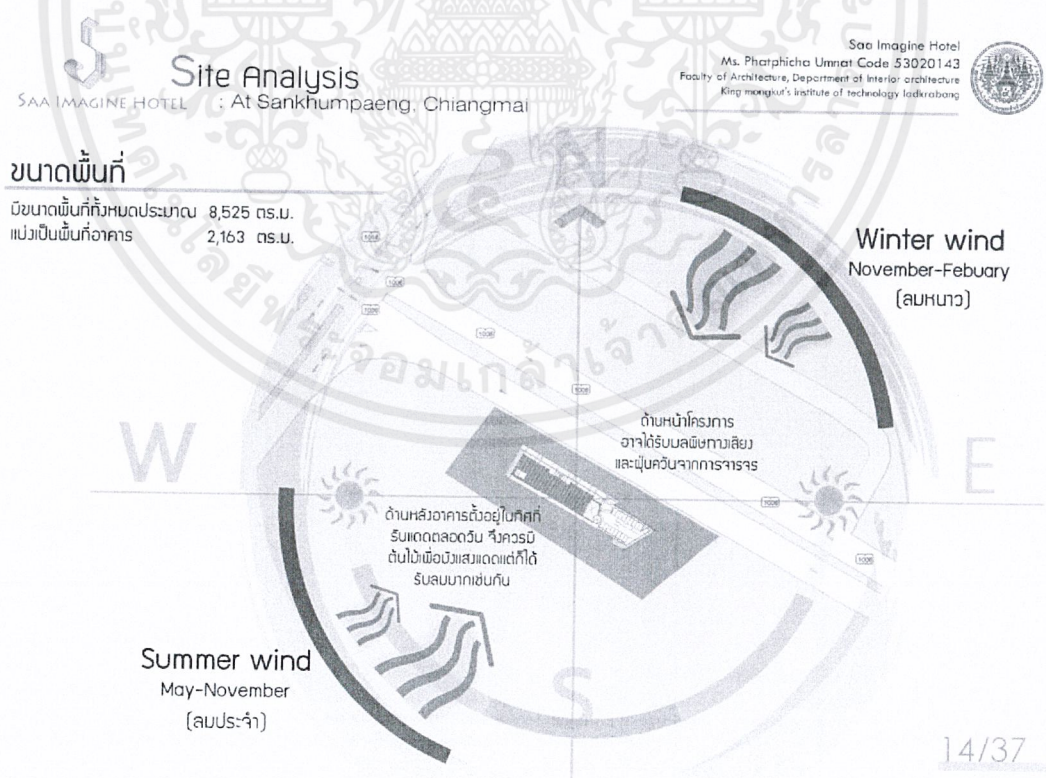 S
SAA IMAGINE HOTEL
Site Analysis
: At Sankhumpaeng, Chiangmai
Saa Imagine Hotel
Ms. Phatphicha Umnat Code 53020143
Faculty of Architecture, Department of Interior architecture
King mongkut's institute of technology ladkrabang
ขนาดพื้นที่
มีขนาดพื้นที่ทั้งหมดประมาณ 8,525 ตร.ม.
แบ่งเป็นพื้นที่อาคาร 2,163 ตร.ม.
N
Winter wind
November-Febuary
(ลมหนาว)
1006
1006
1006
1006
ด้านหน้าโครงการ
อาจได้รับมลพิษทางเสียง
และฝุ่นควันจากการจารจร
W
E
ด้านหลังอาคารตั้งอยู่ในทิศที่
รับแดดตลอดวัน จึงควรมี
ต้นไม้เพื่อบังแสงแดดแต่ก็ได้
รับลมมากเช่นกัน
Summer wind
May-November
(ลมประจำ)
S
14/37